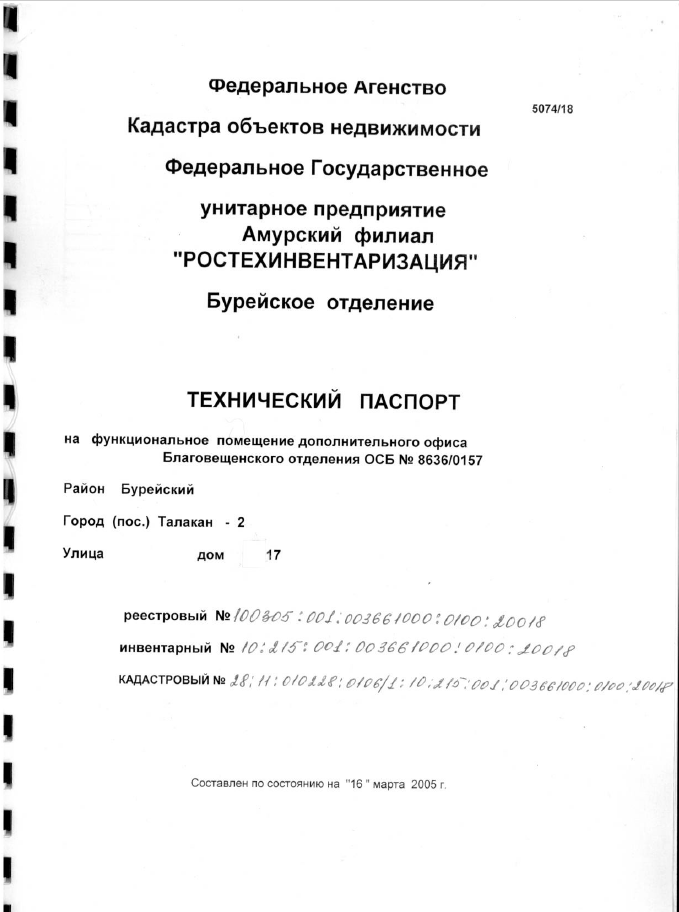 Федеральное Агенство
5074/18
Кадастра объектов недвижимости
Федеральное Государственное
унитарное предприятие
Амурский филиал
"РОСТЕХИНВЕНТАРИЗАЦИЯ"
Бурейское отделение
ТЕХНИЧЕСКИЙ ПАСПОРТ
на функциональное помещение дополнительного офиса
Благовещенского отделения ОСБ № 8636/0157
Район Бурейский
Город (пос.) Талакан - 2
Улица дом 17
реестровый № 100305:001:003661000:0100:20018
инвентарный № 10:215:001:003661000:0100:20018
КАДАСТРОВЫЙ № 28:11:010228:0106/1:10:215:001:003661000:0100:20018
Составлен по состоянию на "16 " марта 2005 г.